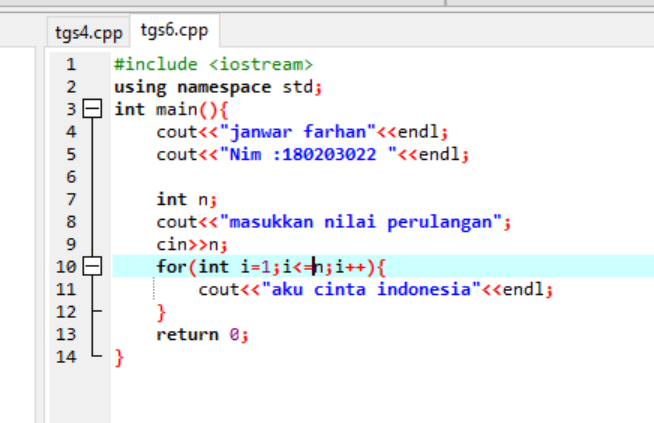 tgs4.cpp tgs6.cpp
1 #include <iostream>
2 using namespace std;
3 int main(){
4 cout<<"janwar farhan"<<endl;
5 cout<<"Nim :180203022 "<<endl;
6
7 int n;
8 cout<<"masukkan nilai perulangan";
9 cin>>n;
10 for(int i=1;i<=n;i++){
11 cout<<"aku cinta indonesia"<<endl;
12 }
13 return 0;
14 }